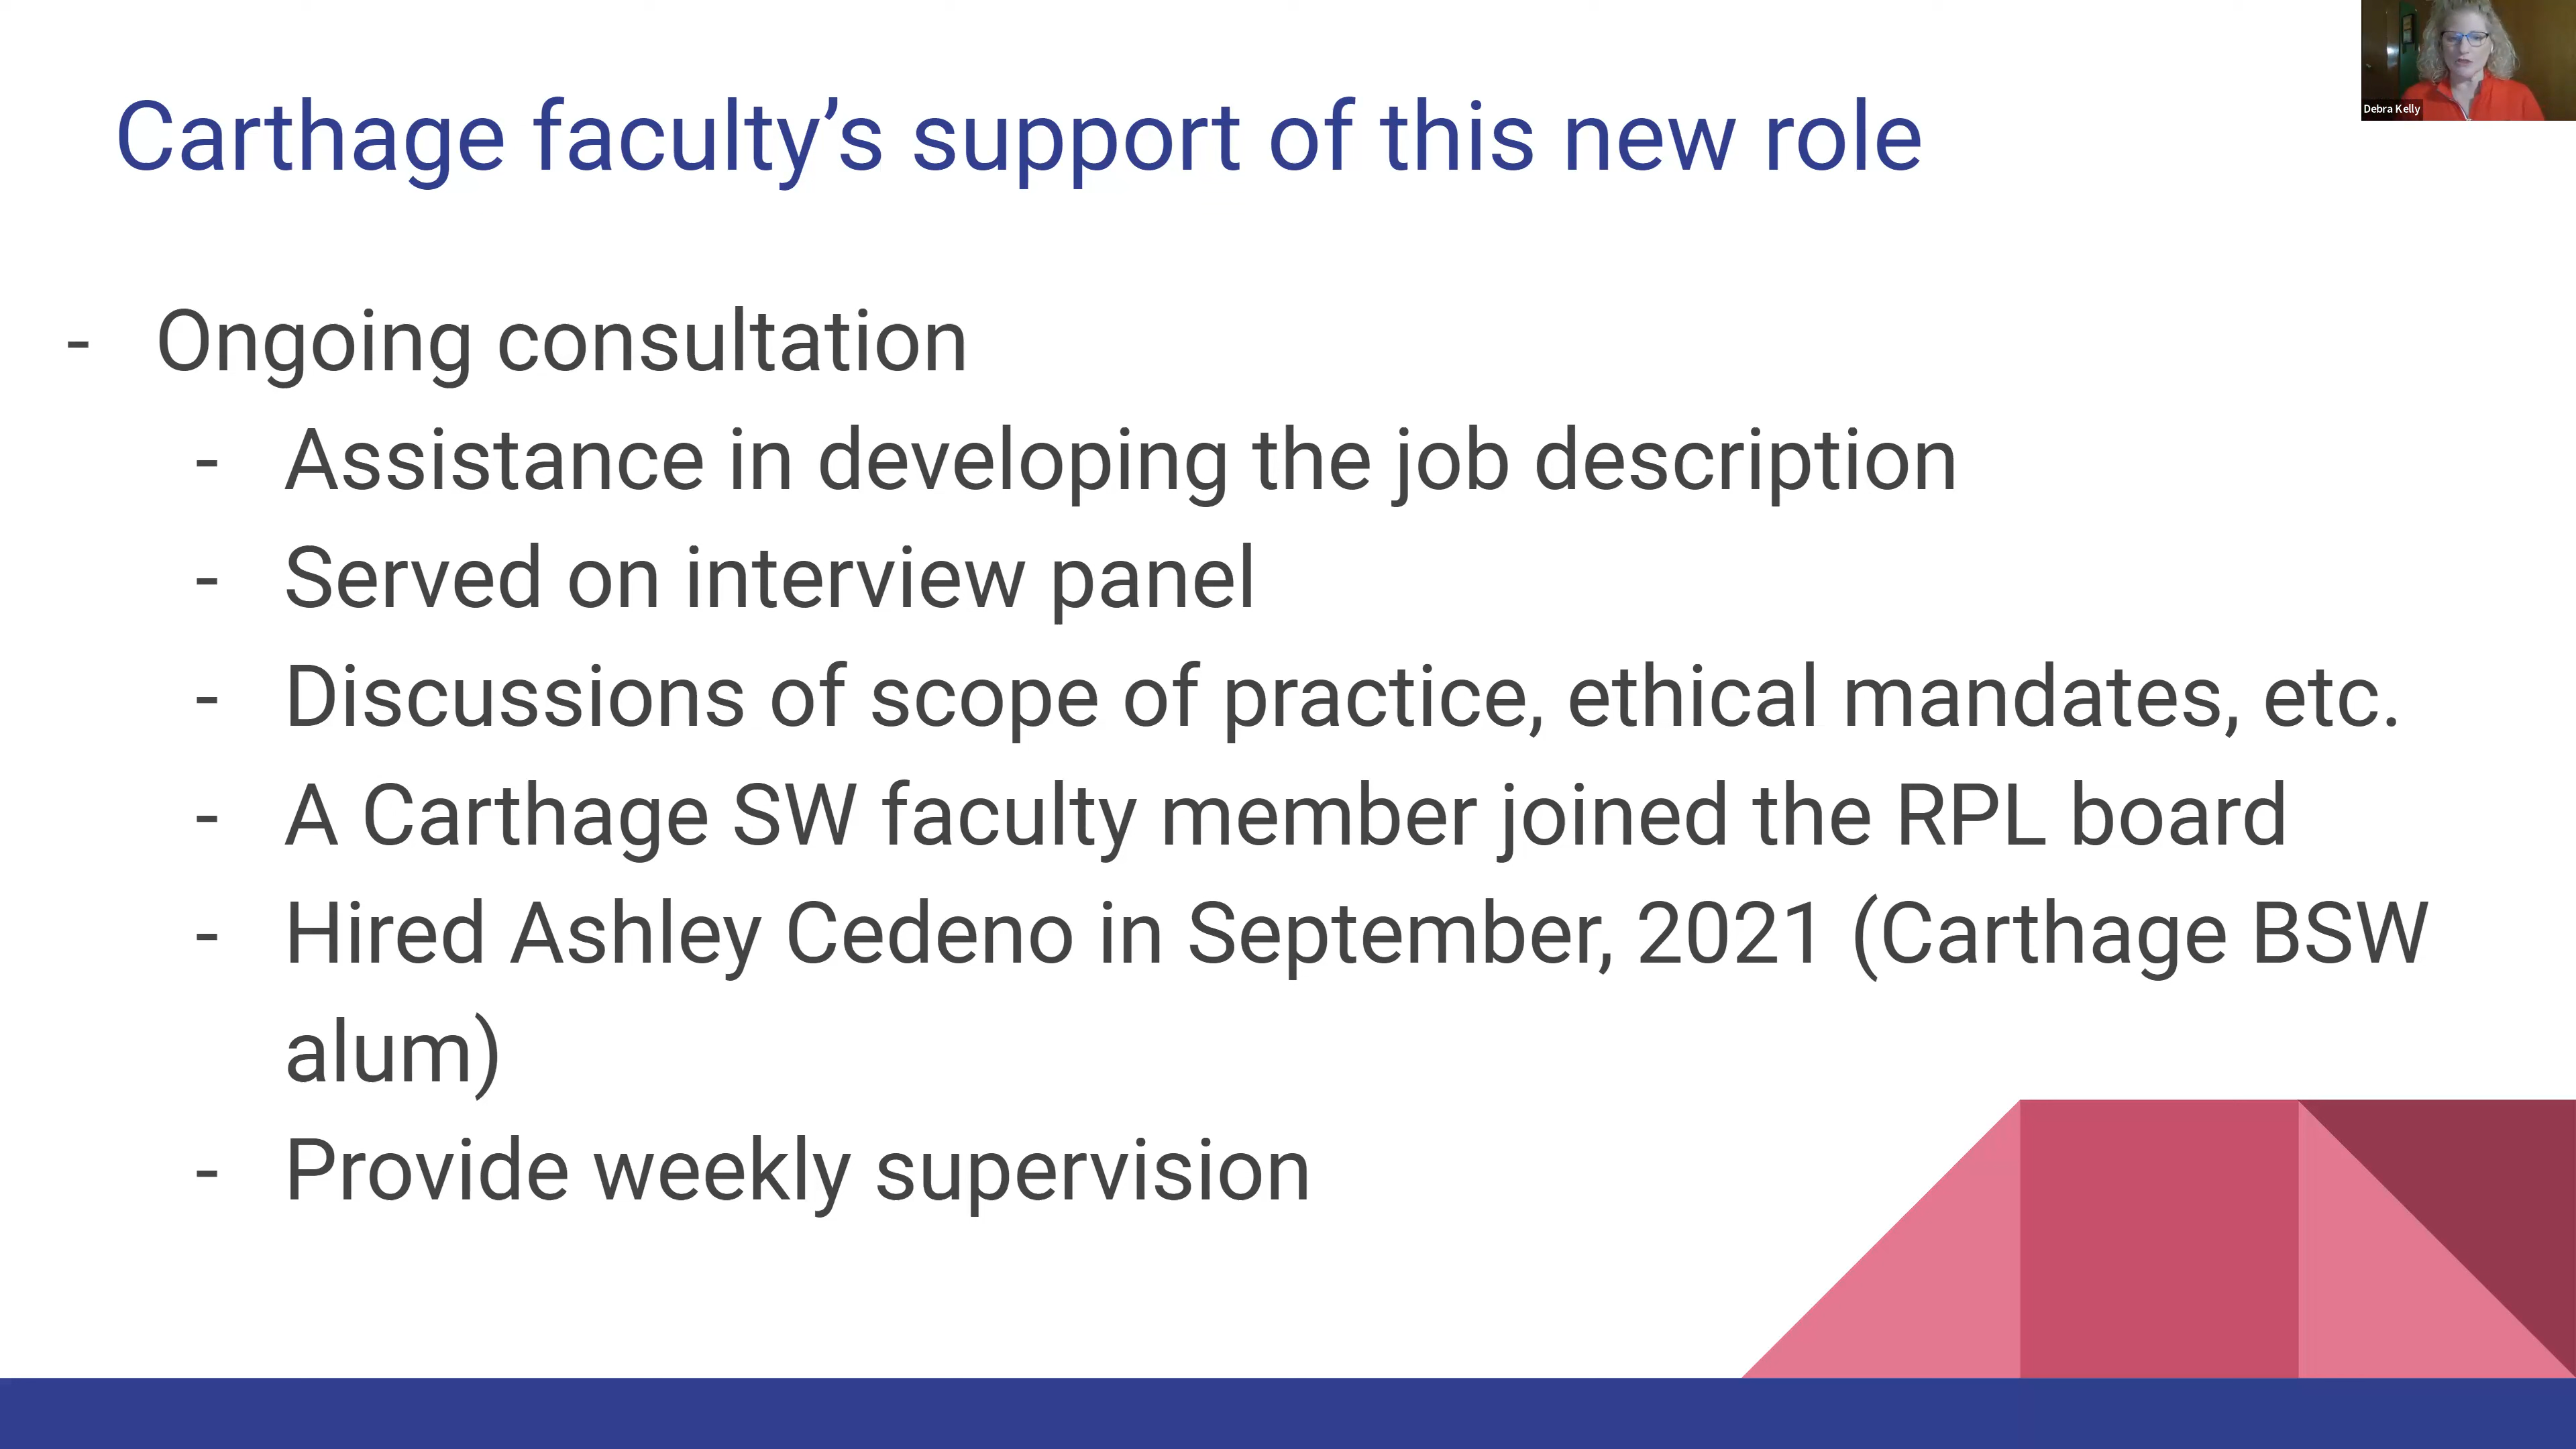 Carthage faculty’s support of this new role
Debra Kelly
- Ongoing consultation
- Assistance in developing the job description
- Served on interview panel
- Discussions of scope of practice, ethical mandates, etc.
- A Carthage SW faculty member joined the RPL board
- Hired Ashley Cedeno in September, 2021 (Carthage BSW
alum)
- Provide weekly supervision